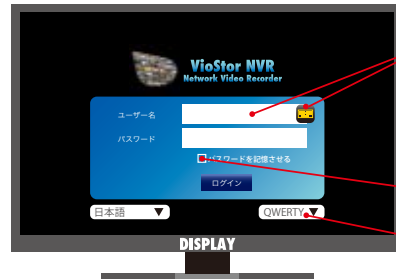 VioStor NVR
Network Video Recorder
ユーザー名
パスワード
パスワードを記憶させる
ログイン
日本語 ▼
QWERTY ▼
DISPLAY